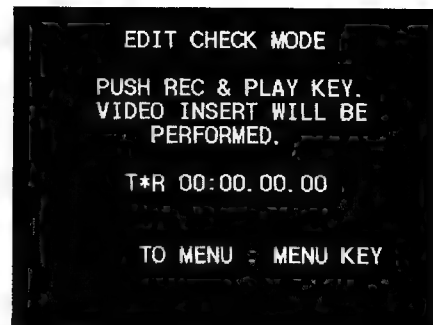 EDIT CHECK MODE
PUSH REC & PLAY KEY.
VIDEO INSERT WILL BE
PERFORMED.
T*R 00:00.00.00
TO MENU : MENU KEY